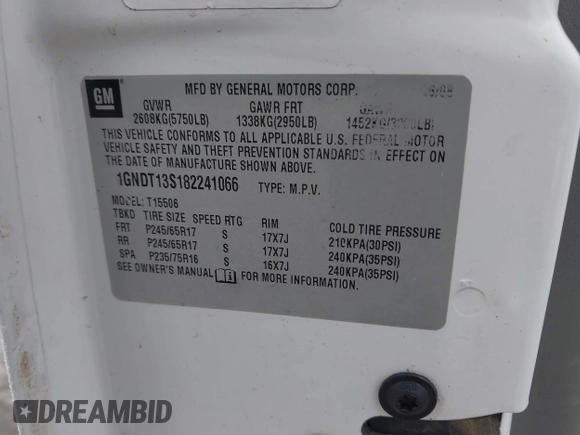 GM
MFD BY GENERAL MOTORS CORP.
GVWR GAWR FRT
2608KG(5750LB) 1338KG(2950LB)
THIS VEHICLE CONFORMS TO ALL APPLICABLE U.S. FEDERAL MOTOR
VEHICLE SAFETY AND THEFT PREVENTION STANDARDS IN EFFECT ON
THE DATE OF MANUFACTURE SHOWN ABOVE.
1GNDT13S182241066 TYPE: M.P.V.
MODEL: T15506
TBKD TIRE SIZE SPEED RTG RIM COLD TIRE PRESSURE
FRT P245/65R17 S 17X7J 210KPA(30PSI)
RR P245/65R17 S 17X7J 240KPA(35PSI)
SPA P235/75R16 S 16X7J 240KPA(35PSI)
SEE OWNER'S MANUAL FOR MORE INFORMATION.
DREAMBID